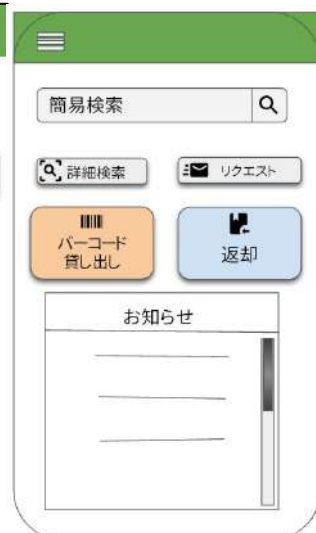 簡易検索
詳細検索
リクエスト
バーコード
貸し出し
返却
お知らせ